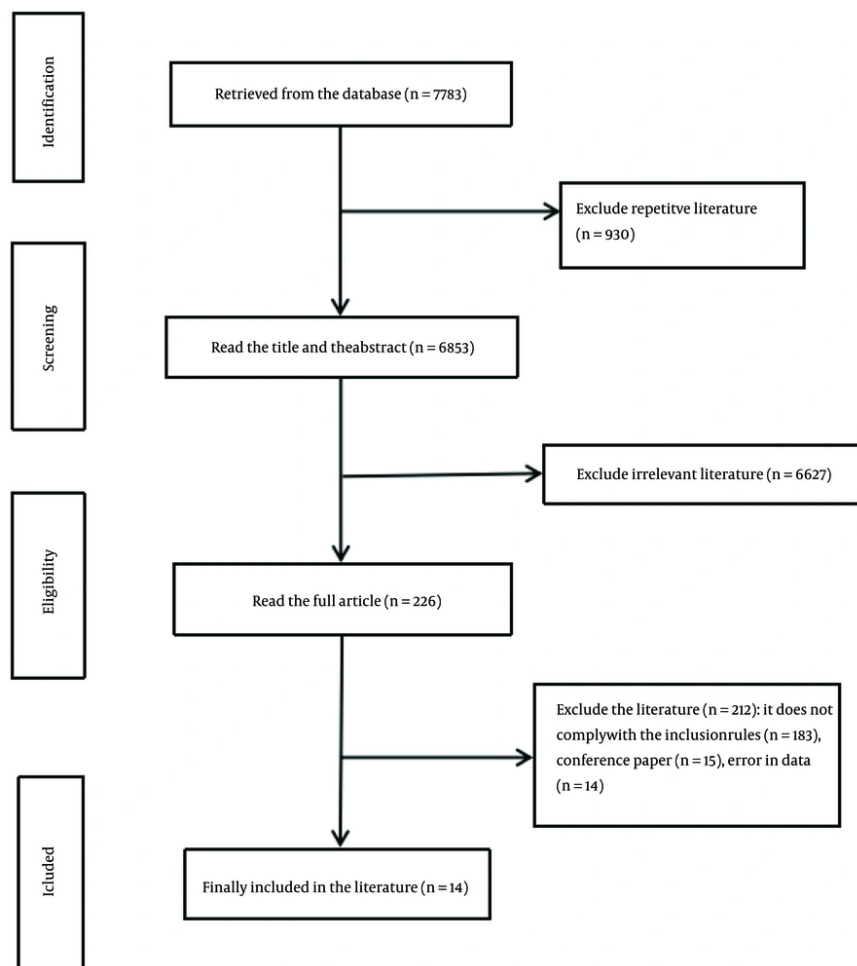 Identification
Retrieved from the database (n = 7783)
Exclude repetitve literature
(n = 930)
Screening
Read the title and theabstract (n = 6853)
Exclude irrelevant literature (n = 6627)
Eligibility
Read the full article (n = 226)
Exclude the literature (n = 212): it does not
complywith the inclusionrules (n = 183),
conference paper (n = 15), error in data
(n = 14)
Icluded
Finally included in the literature (n = 14)